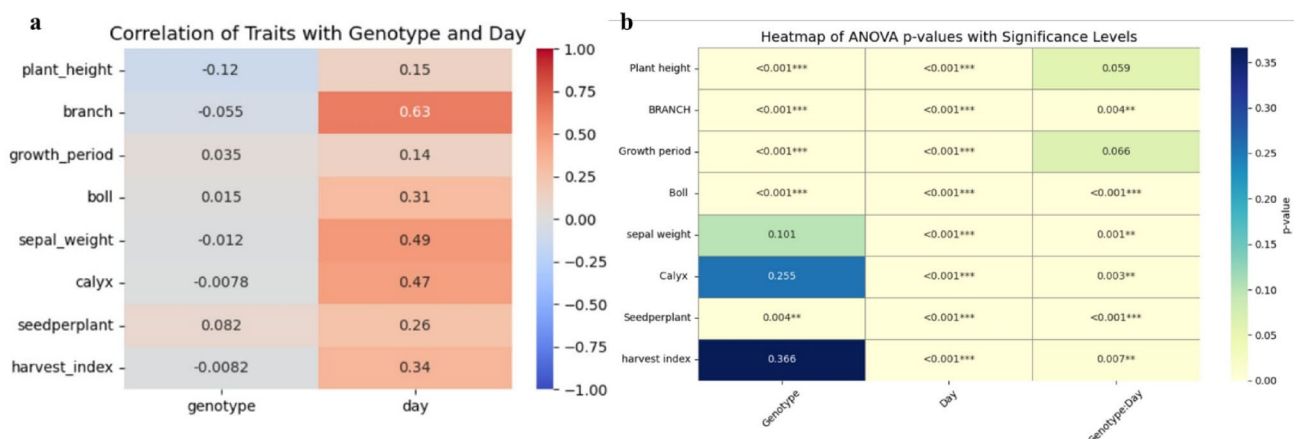 a
Correlation of Traits with Genotype and Day
plant_height -0.12 0.15
branch -0.055 0.63
growth_period 0.035 0.14
boll 0.015 0.31
sepal_weight -0.012 0.49
calyx -0.0078 0.47
seedperplant 0.082 0.26
harvest_index -0.0082 0.34
genotype day
1.00
0.75
0.50
0.25
0.00
−0.25
−0.50
−0.75
−1.00
b
Heatmap of ANOVA p-values with Significance Levels
Plant height <0.001*** <0.001*** 0.059
BRANCH <0.001*** <0.001*** 0.004**
Growth period <0.001*** <0.001*** 0.066
Boll <0.001*** <0.001*** <0.001***
sepal weight 0.101 <0.001*** 0.001**
Calyx 0.255 <0.001*** 0.003**
Seedperplant 0.004** <0.001*** <0.001***
harvest index 0.366 <0.001*** 0.007**
Genotype Day Genotype:Day
0.35
0.30
0.25
0.20
0.15
0.10
0.05
0.00
p-value